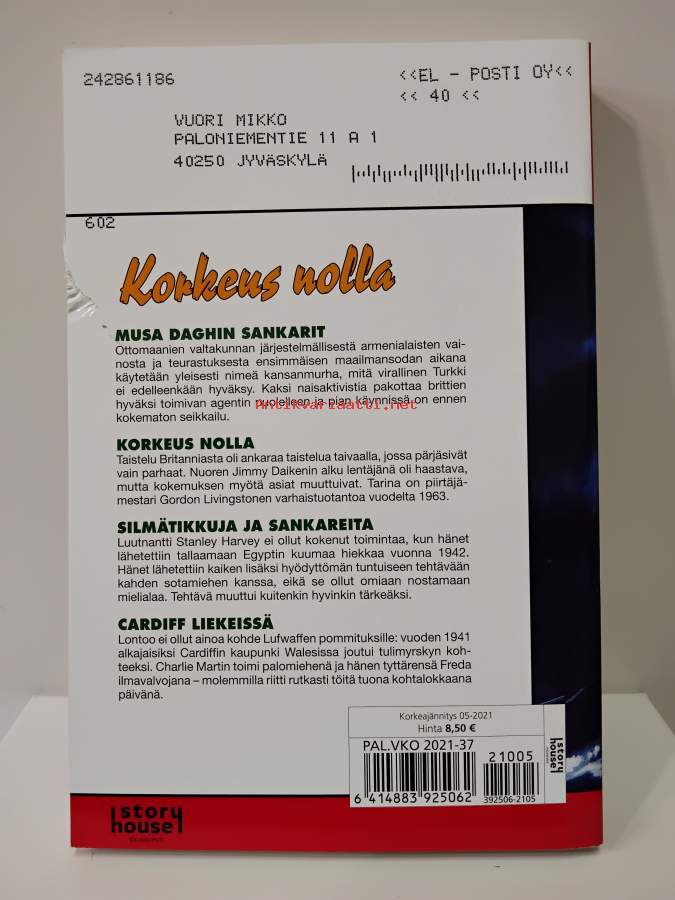 242861186
<<EL - POSTI OY<<
<< 40 <<
VUORI MIKKO
PALONIEMENTIE 11 A 1
40250 JYVÄSKYLÄ
602
Korkeus nolla
MUSA DAGHIN SANKARIT
Ottomaanien valtakunnan järjestelmällisestä armenialaisten vai-
nosta ja teurastuksesta ensimmäisen maailmansodan aikana
käytetään yleisesti nimeä kansanmurha, mitä virallinen Turkki
ei edelleenkään hyväksy. Kaksi naisaktivistia pakottaa brittien
hyväksi toimivan agentin puolelleen ja pian käynnissä on ennen
kokematon seikkailu.
Antikvariaatti.net
KORKEUS NOLLA
Taistelu Britanniasta oli ankaraa taistelua taivaalla, jossa pärjäsivät
vain parhaat. Nuoren Jimmy Daikenin alku lentäjänä oli haastava,
mutta kokemuksen myötä asiat muuttuivat. Tarina on piirtäjä-
mestari Gordon Livingstonen varhaistuotantoa vuodelta 1963.
SILMÄTIKKUJA JA SANKAREITA
Luutnantti Stanley Harvey ei ollut kokenut toimintaa, kun hänet
lähetettiin tallaamaan Egyptin kuumaa hiekkaa vuonna 1942.
Hänet lähetettiin kaiken lisäksi hyödyttömän tuntuiseen tehtävään
kahden sotamiehen kanssa, eikä se ollut omiaan nostamaan
mielialaa. Tehtävä muuttui kuitenkin hyvinkin tärkeäksi.
CARDIFF LIEKEISSÄ
Lontoo ei ollut ainoa kohde Lufwaffen pommituksille: vuoden 1941
alkajaisiksi Cardiffin kaupunki Walesissa joutui tulimyrskyn koh-
teeksi. Charlie Martin toimi palomiehenä ja hänen tyttärensä Freda
ilmavalvojana – molemmilla riitti rutkasti töitä tuona kohtalokkaana
päivänä.
Korkeajännitys 05-2021
Hinta 8,50 €
PAL.VKO 2021-37
21005
6 414883 925062
392506-2105
story
house
story
house